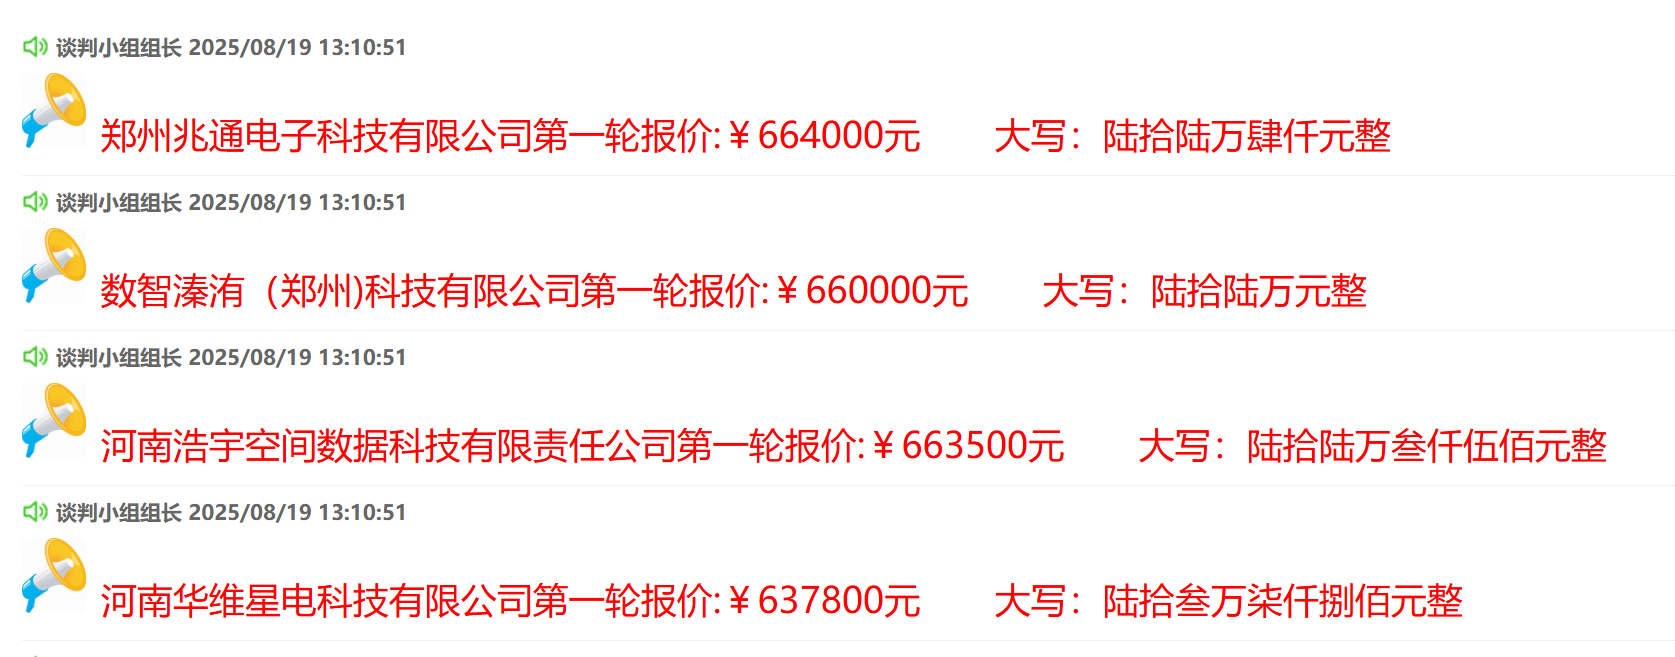 谈判小组组长 2025/08/19 13:10:51
郑州兆通电子科技有限公司第一轮报价:￥664000元 大写：陆拾陆万肆仟元整
谈判小组组长 2025/08/19 13:10:51
数智溱洧（郑州)科技有限公司第一轮报价:￥660000元 大写：陆拾陆万元整
谈判小组组长 2025/08/19 13:10:51
河南浩宇空间数据科技有限责任公司第一轮报价:￥663500元 大写：陆拾陆万叁仟伍佰元整
谈判小组组长 2025/08/19 13:10:51
河南华维星电科技有限公司第一轮报价:￥637800元 大写：陆拾叁万柒仟捌佰元整